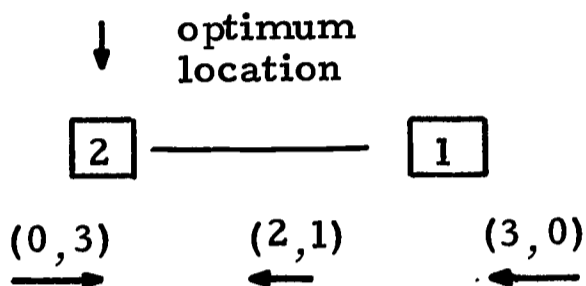 optimum
location
2 1
(0,3) (2,1) (3,0)